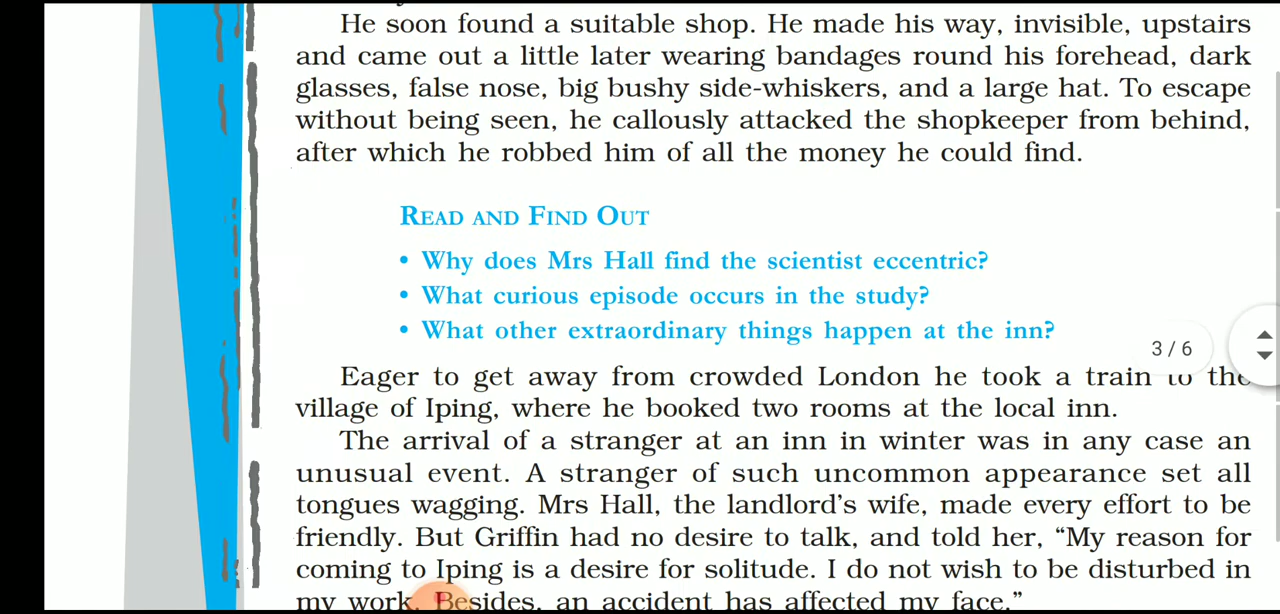 He soon found a suitable shop. He made his way, invisible, upstairs
and came out a little later wearing bandages round his forehead, dark
glasses, false nose, big bushy side-whiskers, and a large hat. To escape
without being seen, he callously attacked the shopkeeper from behind,
after which he robbed him of all the money he could find.
READ AND FIND OUT
• Why does Mrs Hall find the scientist eccentric?
• What curious episode occurs in the study?
• What other extraordinary things happen at the inn?
3 / 6
Eager to get away from crowded London he took a train to the
village of Iping, where he booked two rooms at the local inn.
The arrival of a stranger at an inn in winter was in any case an
unusual event. A stranger of such uncommon appearance set all
tongues wagging. Mrs Hall, the landlord’s wife, made every effort to be
friendly. But Griffin had no desire to talk, and told her, “My reason for
coming to Iping is a desire for solitude. I do not wish to be disturbed in
my work. Besides, an accident has affected my face.”